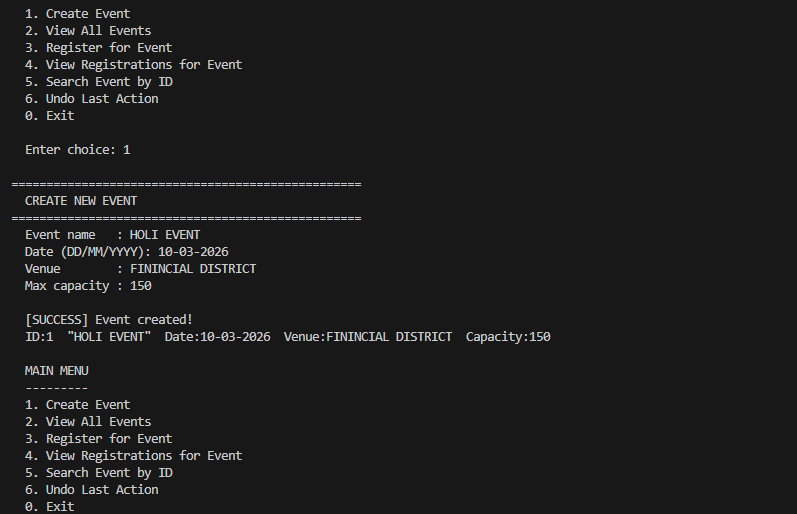 1. Create Event
2. View All Events
3. Register for Event
4. View Registrations for Event
5. Search Event by ID
6. Undo Last Action
0. Exit
Enter choice: 1
==================================================
CREATE NEW EVENT
==================================================
Event name   : HOLI EVENT
Date (DD/MM/YYYY): 10-03-2026
Venue        : FININCIAL DISTRICT
Max capacity : 150
[SUCCESS] Event created!
ID:1  "HOLI EVENT"  Date:10-03-2026  Venue:FININCIAL DISTRICT  Capacity:150
MAIN MENU
---------
1. Create Event
2. View All Events
3. Register for Event
4. View Registrations for Event
5. Search Event by ID
6. Undo Last Action
0. Exit